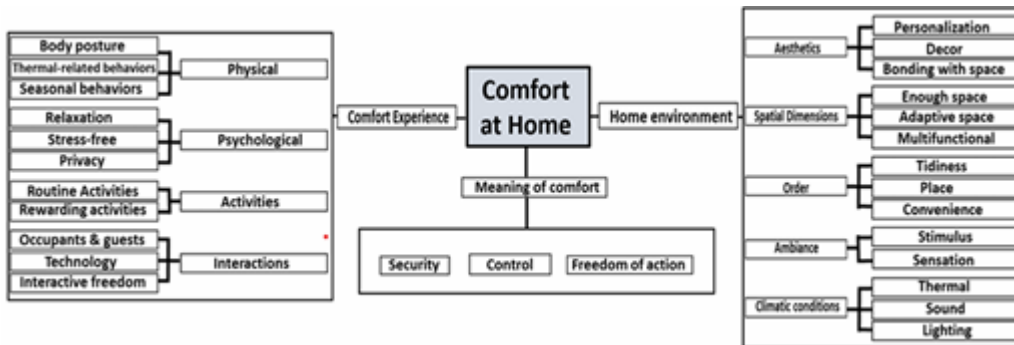 Body posture
Thermal-related behaviors
Seasonal behaviors
Physical
Relaxation
Stress-free
Privacy
Psychological
Routine Activities
Rewarding activities
Activities
Occupants & guests
Technology
Interactive freedom
Interactions
Comfort Experience
Comfort
at Home
Meaning of comfort
Security
Control
Freedom of action
Home environment
Aesthetics
Personalization
Decor
Bonding with space
Spatial Dimensions
Enough space
Adaptive space
Multifunctional
Order
Tidiness
Place
Convenience
Ambiance
Stimulus
Sensation
Climatic conditions
Thermal
Sound
Lighting